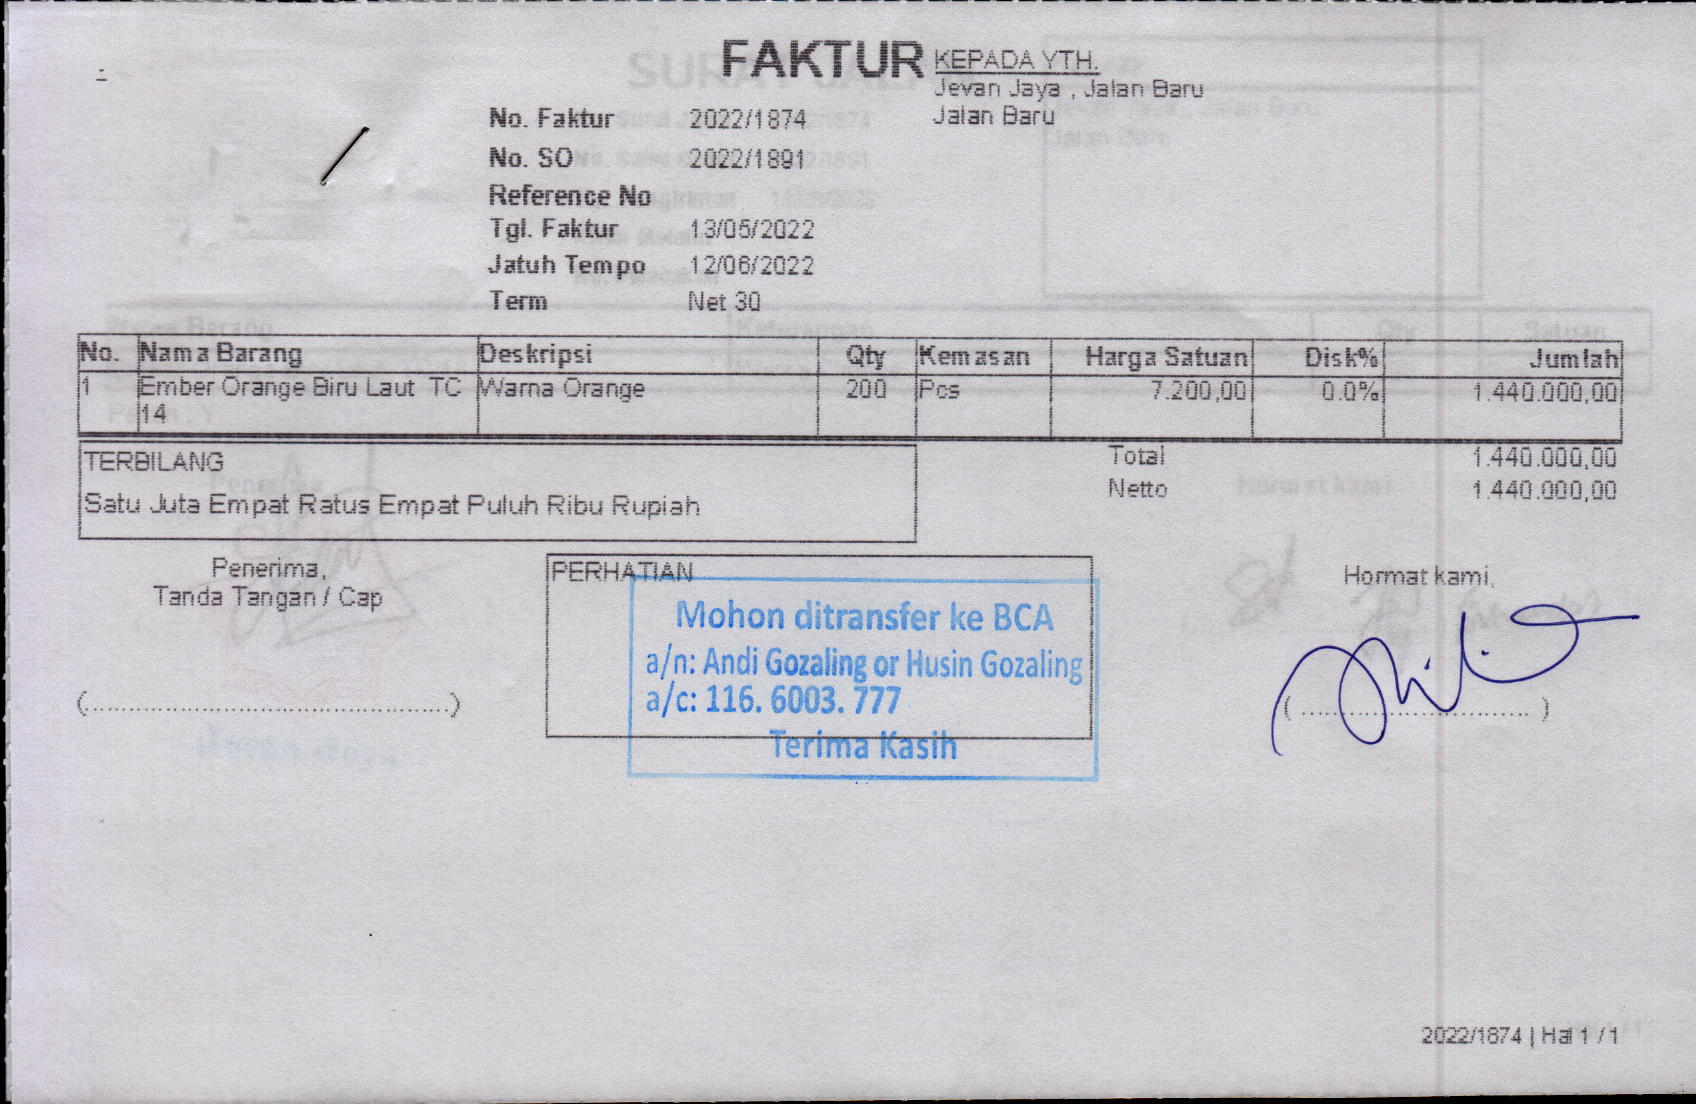 FAKTUR
KEPADA YTH.
Jevan Jaya , Jalan Baru
Jalan Baru
No. Faktur 2022/1874
No. SO 2022/1891
Reference No
Tgl. Faktur 13/05/2022
Jatuh Tempo 12/06/2022
Term Net 30
No. Nama Barang Deskripsi Qty Kemasan Harga Satuan Disk% Jumlah
1 Ember Orange Biru Laut TC Warna Orange 200 Pcs 7.200,00 0.0% 1.440.000,00
14
Total 1.440.000,00
Netto 1.440.000,00
TERBILANG
Satu Juta Empat Ratus Empat Puluh Ribu Rupiah
Penerima,
Tanda Tangan / Cap
(..........................................)
PERHATIAN
Mohon ditransfer ke BCA
a/n: Andi Gozaling or Husin Gozaling
a/c: 116. 6003. 777
Terima Kasih
Hormat kami,
( ........................... )
2022/1874 | Hal 1 / 1